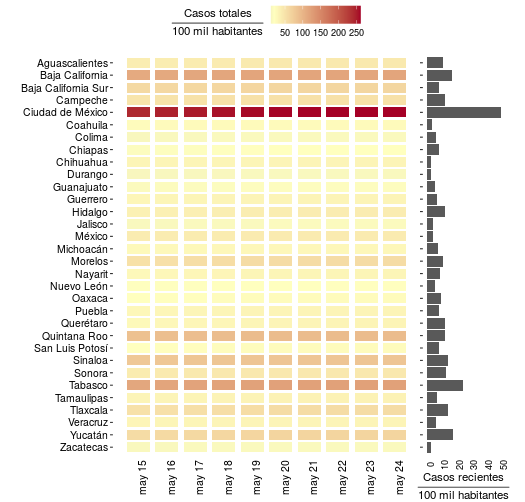 Casos totales
100 mil habitantes
50 100 150 200 250
Aguascalientes
Baja California
Baja California Sur
Campeche
Ciudad de México
Coahuila
Colima
Chiapas
Chihuahua
Durango
Guanajuato
Guerrero
Hidalgo
Jalisco
México
Michoacán
Morelos
Nayarit
Nuevo León
Oaxaca
Puebla
Querétaro
Quintana Roo
San Luis Potosí
Sinaloa
Sonora
Tabasco
Tamaulipas
Tlaxcala
Veracruz
Yucatán
Zacatecas
may 15
may 16
may 17
may 18
may 19
may 20
may 21
may 22
may 23
may 24
0 10 20 30 40 50
Casos recientes
100 mil habitantes